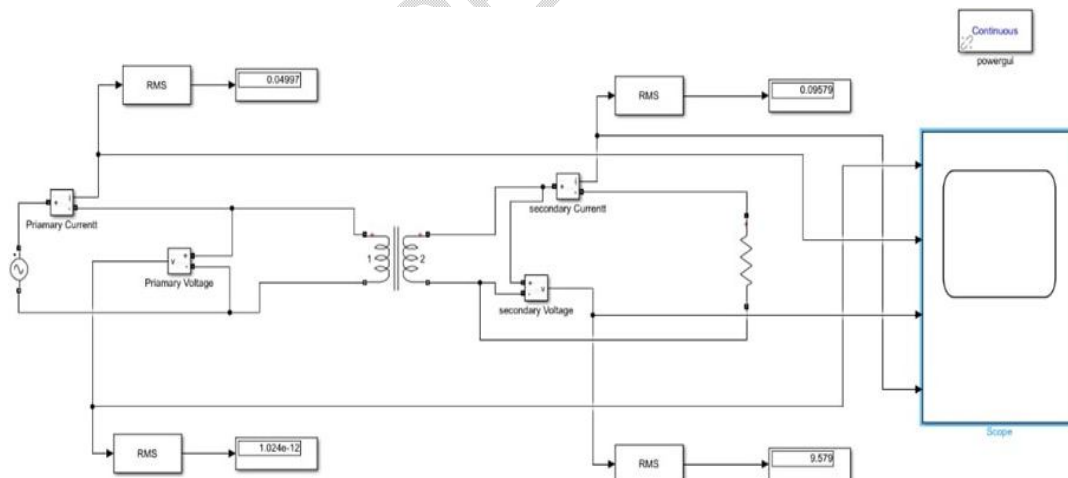 Continuous
powergui
RMS
0.04997
RMS
0.09579
Priamary Currentt
secondary Currentt
1
2
Priamary Voltage
secondary Voltage
Scope
RMS
1.024e-12
RMS
9.579